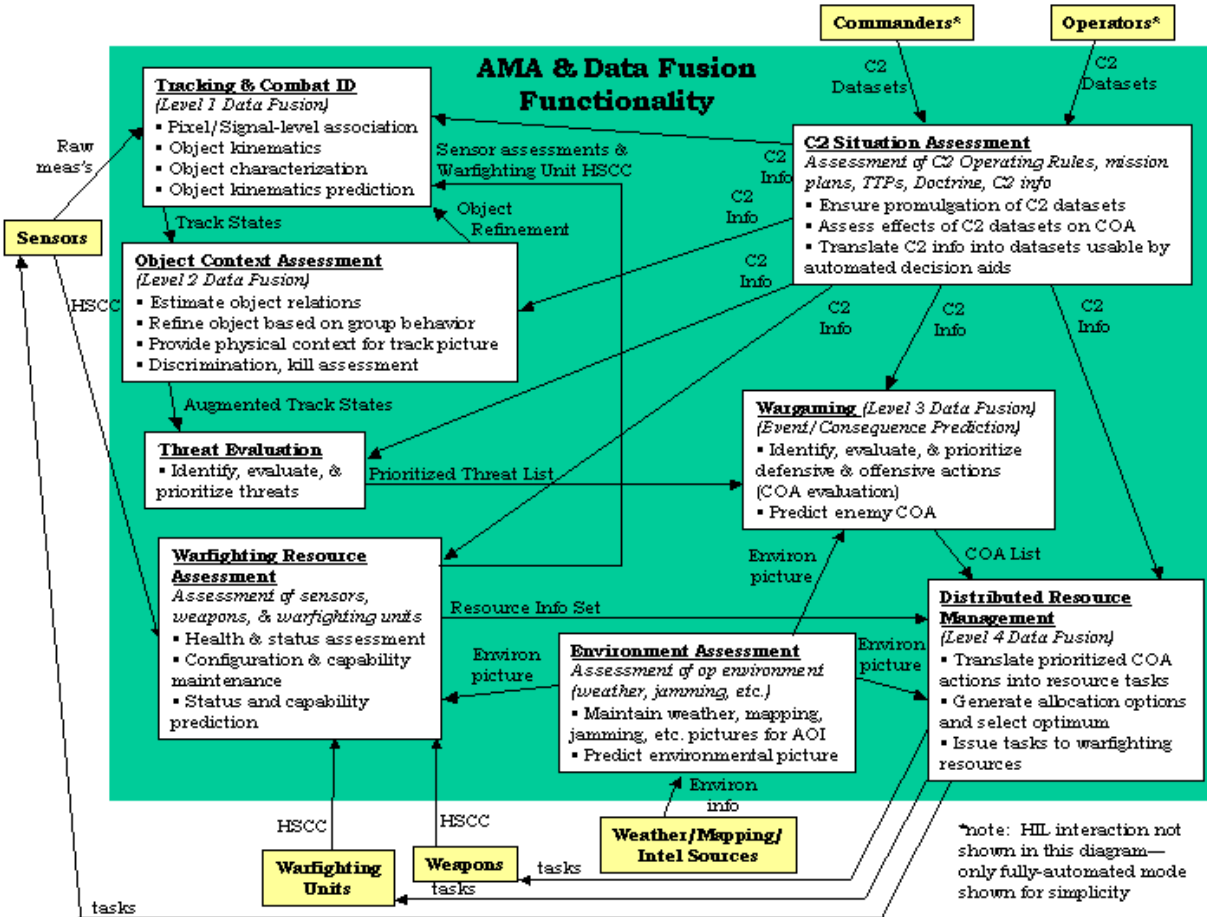 Commanders*
Operators*
AMA & Data Fusion
Functionality
C2
Datasets
C2
Datasets
Tracking & Combat ID
(Level 1 Data Fusion)
▪ Pixel/Signal-level association
▪ Object kinematics
▪ Object characterization
▪ Object kinematics prediction
Raw
meas's
Sensors
Sensor assessments &
Warfighting Unit HSCC
C2
Info
C2
Info
C2
Info
C2 Situation Assessment
Assessment of C2 Operating Rules, mission
plans, TTPs, Doctrine, C2 info
▪ Ensure promulgation of C2 datasets
▪ Assess effects of C2 datasets on COA
▪ Translate C2 info into datasets usable by
automated decision aids
Track States
Object
Refinement
Object Context Assessment
(Level 2 Data Fusion)
▪ Estimate object relations
▪ Refine object based on group behavior
▪ Provide physical context for track picture
▪ Discrimination, kill assessment
HSCC
C2
Info
C2
Info
C2
Info
Augmented Track States
Threat Evaluation
▪ Identify, evaluate, &
prioritize threats
Prioritized Threat List
Wargaming (Level 3 Data Fusion)
(Event/Consequence Prediction)
▪ Identify, evaluate, & prioritize
defensive & offensive actions
(COA evaluation)
▪ Predict enemy COA
Warfighting Resource
Assessment
Assessment of sensors,
weapons, & warfighting units
▪ Health & status assessment
▪ Configuration & capability
maintenance
▪ Status and capability
prediction
Resource Info Set
Environ
picture
COA List
Environ
picture
Environment Assessment
Assessment of op environment
(weather, jamming, etc.)
▪ Maintain weather, mapping,
jamming, etc. pictures for AOI
▪ Predict environmental picture
Environ
picture
Distributed Resource
Management
(Level 4 Data Fusion)
▪ Translate prioritized COA
actions into resource tasks
▪ Generate allocation options
and select optimum
▪ Issue tasks to warfighting
resources
Environ
info
HSCC
HSCC
Weather/Mapping/
Intel Sources
Warfighting
Units
Weapons
tasks
tasks
tasks
*note: HIL interaction not
shown in this diagram—
only fully-automated mode
shown for simplicity